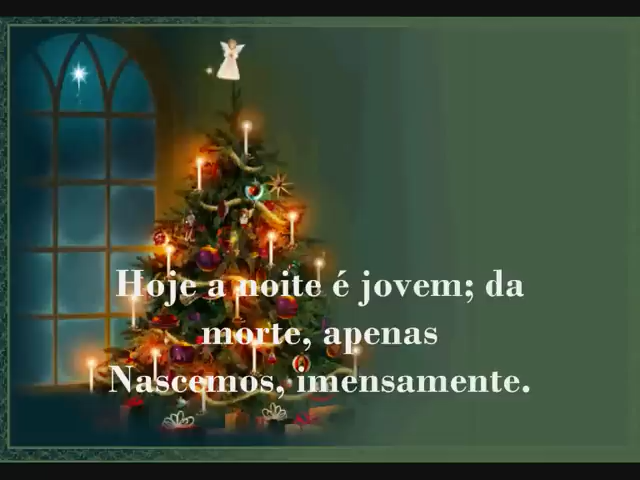 Hoje a noite é jovem; da
morte, apenas
Nascemos, imensamente.